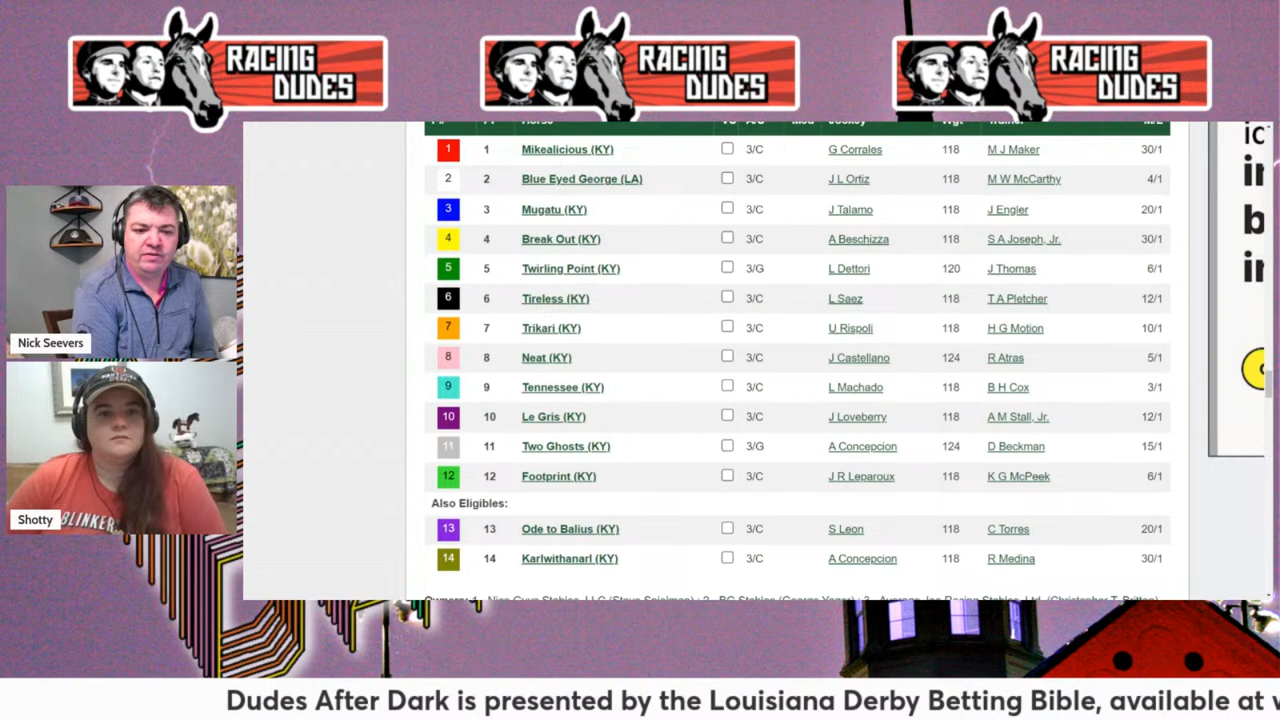 RACING DUDES
RACING DUDES
RACING DUDES
1 1 Mikealicious (KY) 3/C G Corrales 118 M J Maker 30/1
2 2 Blue Eyed George (LA) 3/C J L Ortiz 118 M W McCarthy 4/1
3 3 Mugatu (KY) 3/C J Talamo 118 J Engler 20/1
4 4 Break Out (KY) 3/C A Beschizza 118 S A Joseph, Jr. 30/1
5 5 Twirling Point (KY) 3/G L Dettori 120 J Thomas 6/1
6 6 Tireless (KY) 3/C L Saez 118 T A Pletcher 12/1
7 7 Trikari (KY) 3/C U Rispoli 118 H G Motion 10/1
8 8 Neat (KY) 3/C J Castellano 124 R Atras 5/1
9 9 Tennessee (KY) 3/C L Machado 118 B H Cox 3/1
10 10 Le Gris (KY) 3/C J Loveberry 118 A M Stall, Jr. 12/1
11 11 Two Ghosts (KY) 3/G A Concepcion 124 D Beckman 15/1
12 12 Footprint (KY) 3/C J R Leparoux 118 K G McPeek 6/1
Also Eligibles:
13 13 Ode to Balius (KY) 3/C S Leon 118 C Torres 20/1
14 14 Karlwithanarl (KY) 3/C A Concepcion 118 R Medina 30/1
Nick Seevers
Shotty
BLINKER
Dudes After Dark is presented by the Louisiana Derby Betting Bible, available at